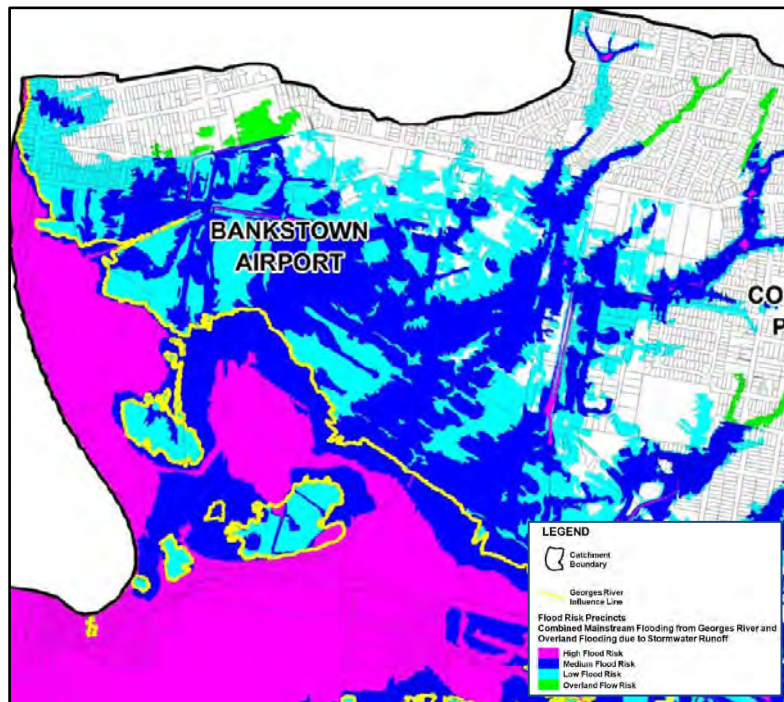 BANKSTOWN
AIRPORT
CO
P
LEGEND
Catchment
Boundary
Georges River
Influence Line
Flood Risk Precincts
Combined Mainstream Flooding from Georges River and
Overland Flooding due to Stormwater Runoff
High Flood Risk
Medium Flood Risk
Low Flood Risk
Overland Flow Risk